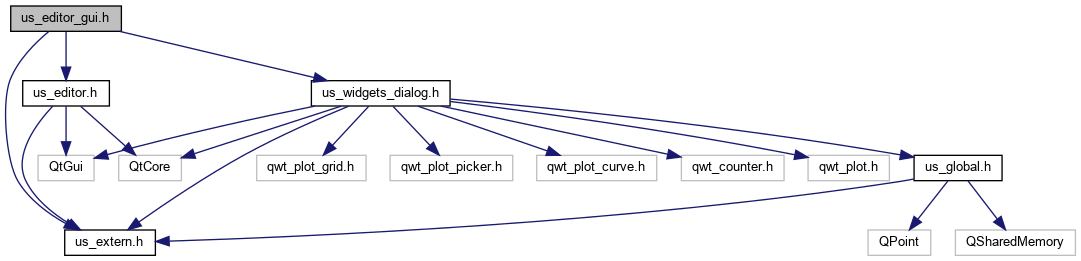 us_editor_gui.h
us_editor.h
us_widgets_dialog.h
QtGui
QtCore
qwt_plot_grid.h
qwt_plot_picker.h
qwt_plot_curve.h
qwt_counter.h
qwt_plot.h
us_global.h
us_extern.h
QPoint
QSharedMemory